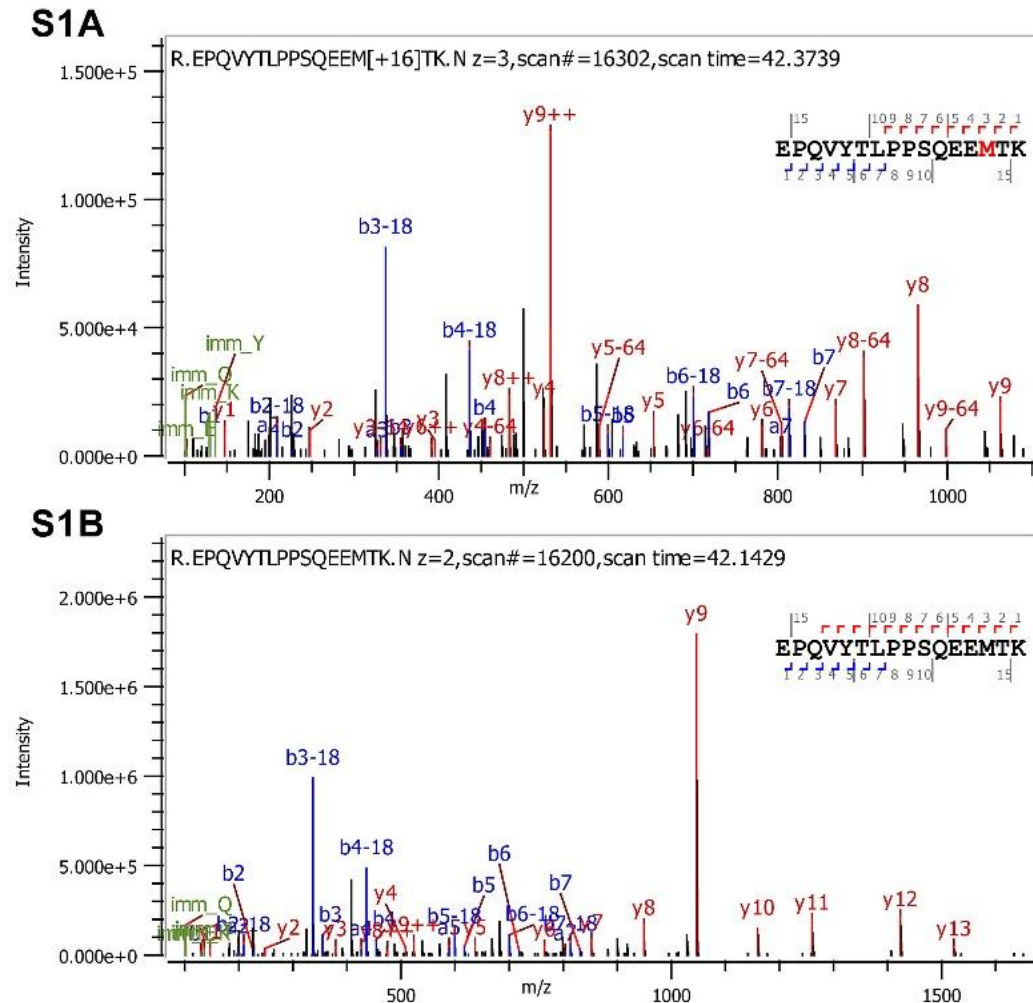 S1A
R.EPQVYTLPPSQEEM[+16]TK.N z=3,scan#=16302,scan time=42.3739
1.500e+5
1.000e+5
5.000e+4
0.000e+0
Intensity
y9++
b3-18
b4-18
imm_Y
imm_Q
imm_K
b1
y1
b2-18
a2
b2
y2
y3
y8++
b4
y4-64
y4
y5-64
b5-18
y5
b6-18
b6
y6-64
y7-64
b7
b7-18
y6
a7
y7
y8-64
y8
y9-64
y9
15 10 9 8 7 6 5 4 3 2 1
EPQVYTLPPSQEEMTK
1 2 3 4 5 6 7 8 9 10 15
200 400 600 800 1000
m/z
S1B
R.EPQVYTLPPSQEEMTK.N z=2,scan#=16200,scan time=42.1429
2.000e+6
1.500e+6
1.000e+6
5.000e+5
0.000e+0
Intensity
y9
b3-18
b4-18
b2
imm_Q
y2
b3
y3
y4
b4
b5-18
b5
y5
b6
b6-18
b7
b7-18
y7
y8
y10
y11
y12
y13
15 10 9 8 7 6 5 4 3 2 1
EPQVYTLPPSQEEMTK
1 2 3 4 5 6 7 8 9 10 15
500 1000 1500
m/z